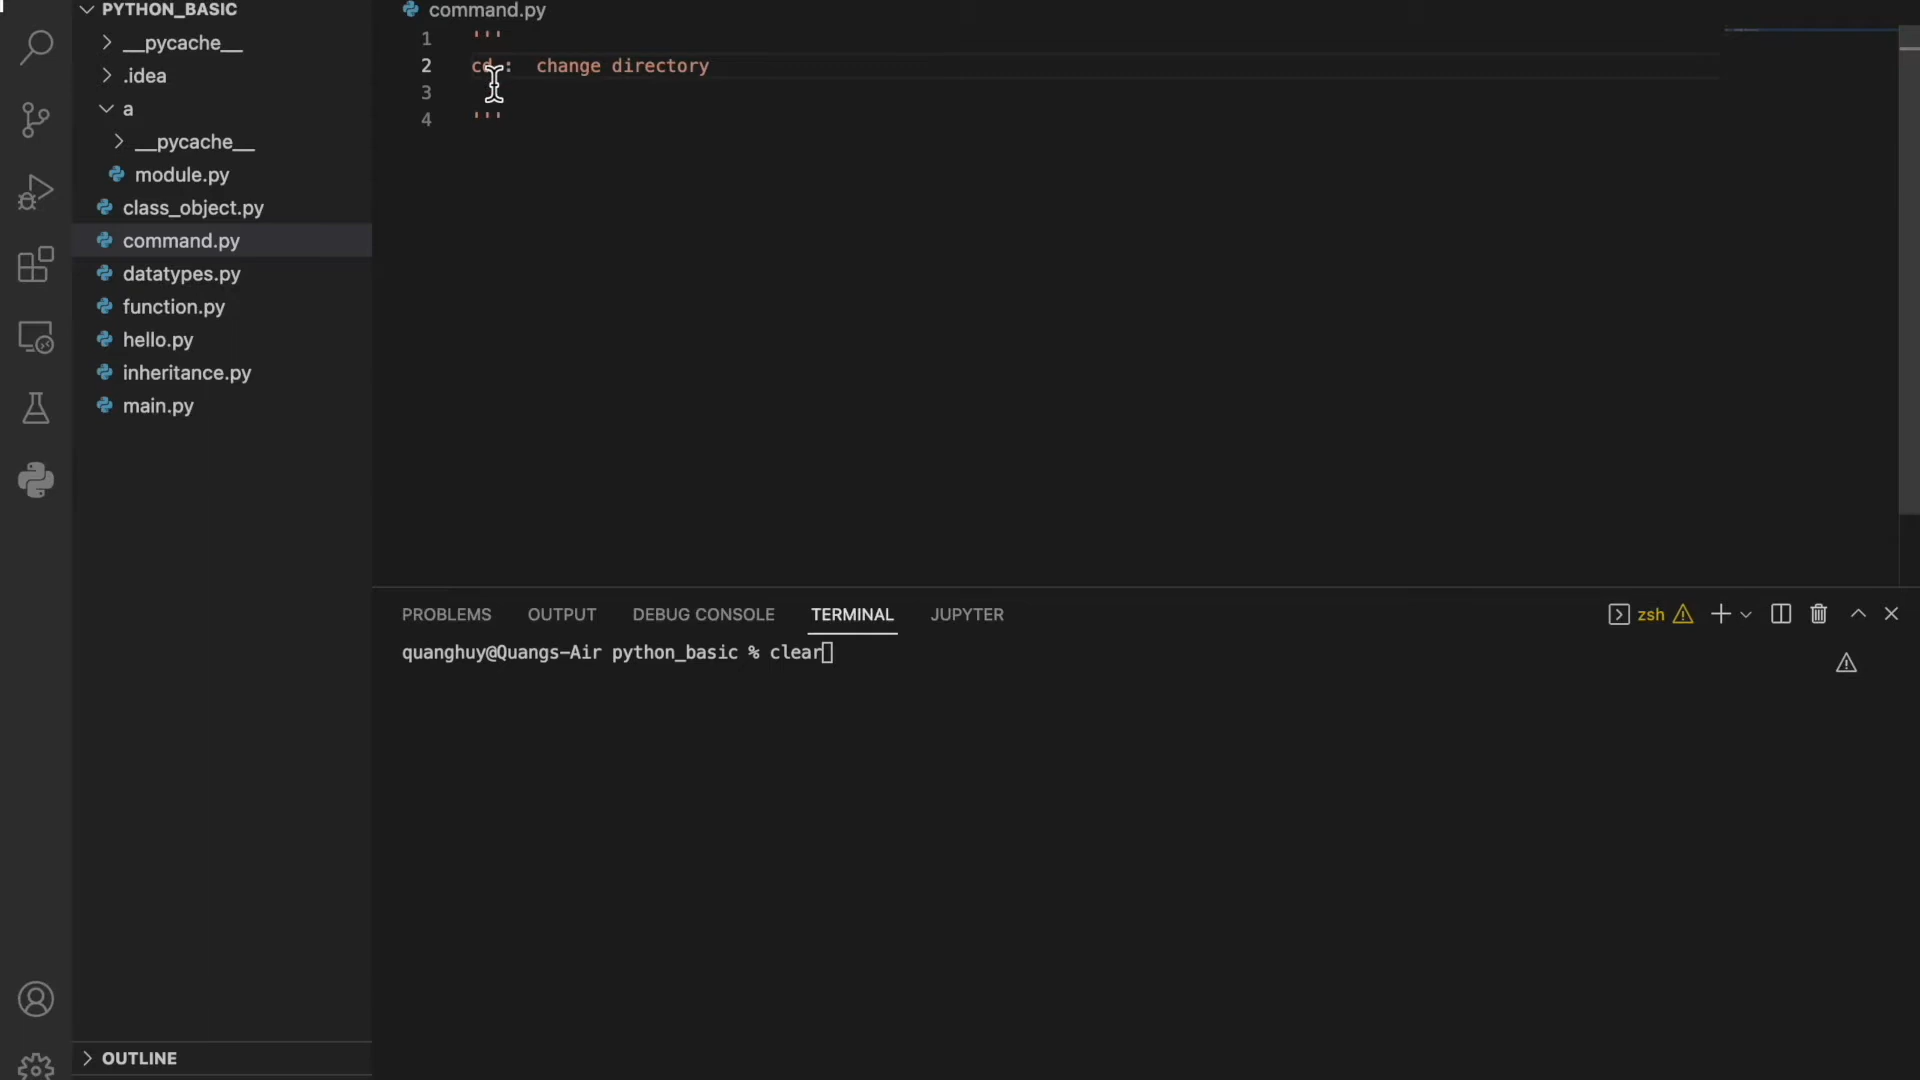 PYTHON_BASIC
__pycache__
.idea
a
__pycache__
module.py
class_object.py
command.py
datatypes.py
function.py
hello.py
inheritance.py
main.py
OUTLINE
command.py
1 '''
2 cd : change directory
3
4 '''
PROBLEMS OUTPUT DEBUG CONSOLE TERMINAL JUPYTER
zsh
quanghuy@Quangs-Air python_basic % clear